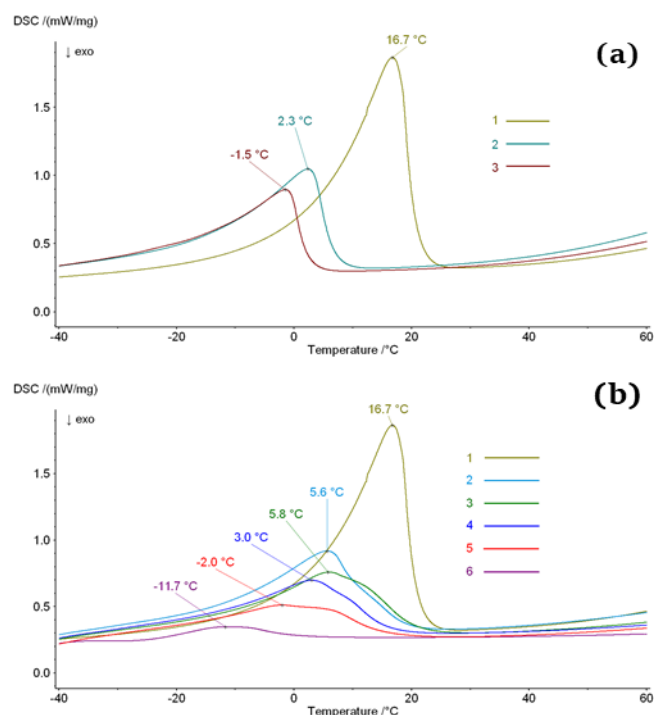 DSC /(mW/mg)
↓ exo
(a)
16.7 °C
2.3 °C
-1.5 °C
1
2
3
1.5
1.0
0.5
0.0
-40
-20
0
20
40
60
Temperature /°C
DSC /(mW/mg)
↓ exo
(b)
16.7 °C
5.6 °C
5.8 °C
3.0 °C
-2.0 °C
-11.7 °C
1
2
3
4
5
6
1.5
1.0
0.5
0.0
-40
-20
0
20
40
60
Temperature /°C